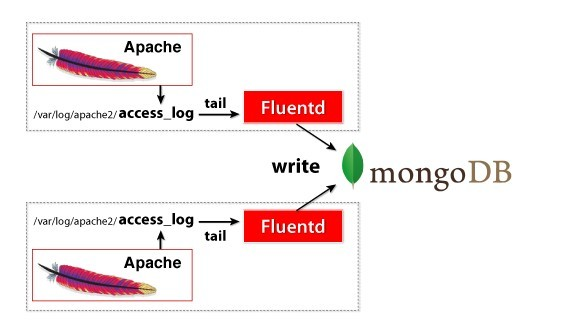 Apache
/var/log/apache2/access_log
tail
Fluentd
write
mongoDB
/var/log/apache2/access_log
tail
Fluentd
Apache